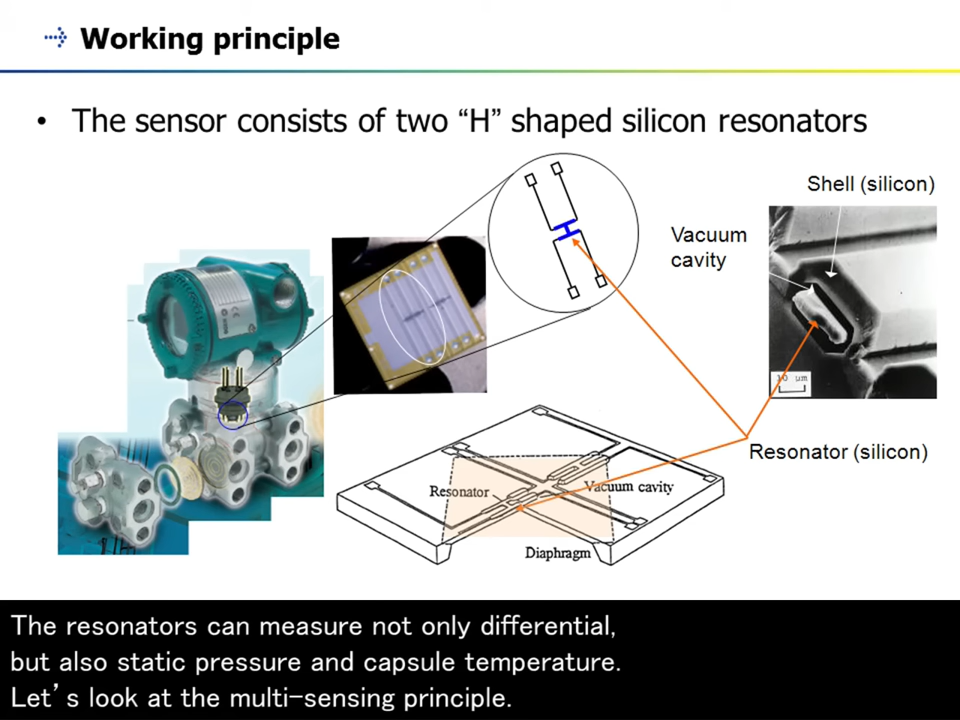 Working principle
• The sensor consists of two “H” shaped silicon resonators
Shell (silicon)
Vacuum
cavity
10 μm
Resonator (silicon)
Resonator
Vacuum cavity
Diaphragm
The resonators can measure not only differential,
but also static pressure and capsule temperature.
Let’s look at the multi-sensing principle.